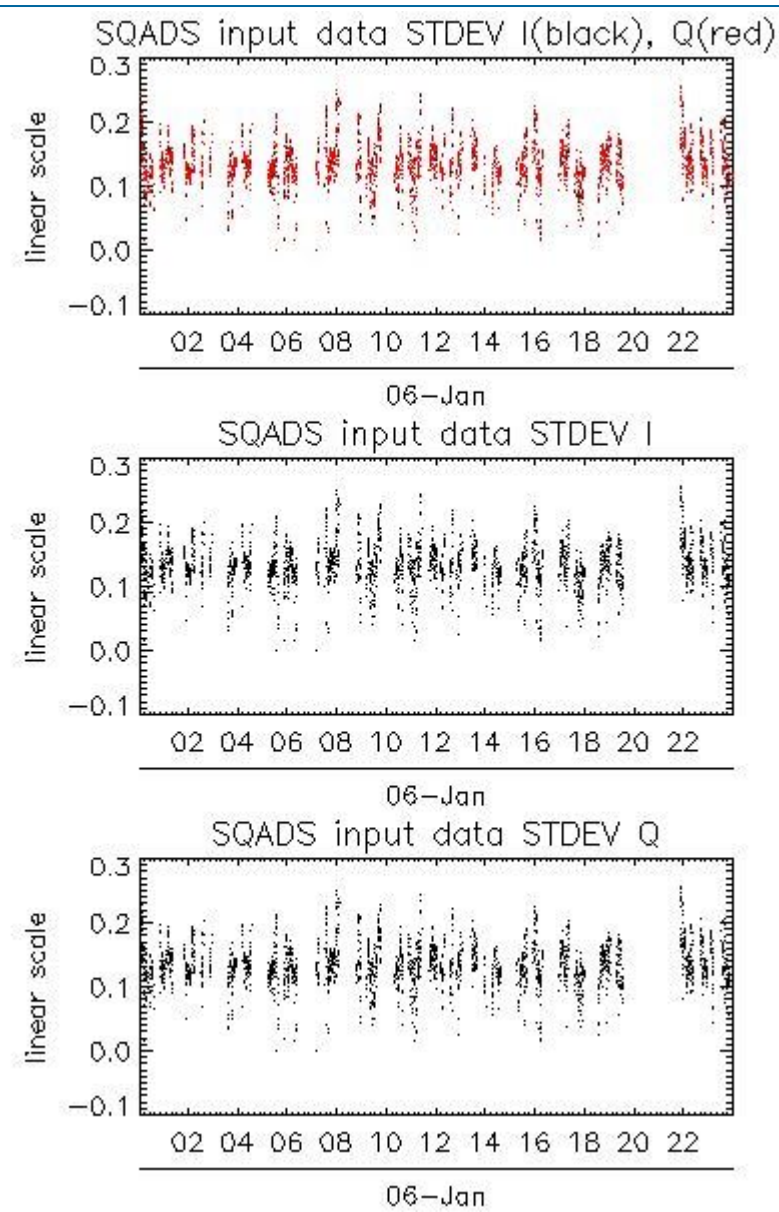 SQADS input data STDEV I(black), Q(red)
0.3
0.2
0.1
0.0
−0.1
linear scale
02 04 06 08 10 12 14 16 18 20 22
06−Jan
SQADS input data STDEV I
0.3
0.2
0.1
0.0
−0.1
linear scale
02 04 06 08 10 12 14 16 18 20 22
06−Jan
SQADS input data STDEV Q
0.3
0.2
0.1
0.0
−0.1
linear scale
02 04 06 08 10 12 14 16 18 20 22
06−Jan